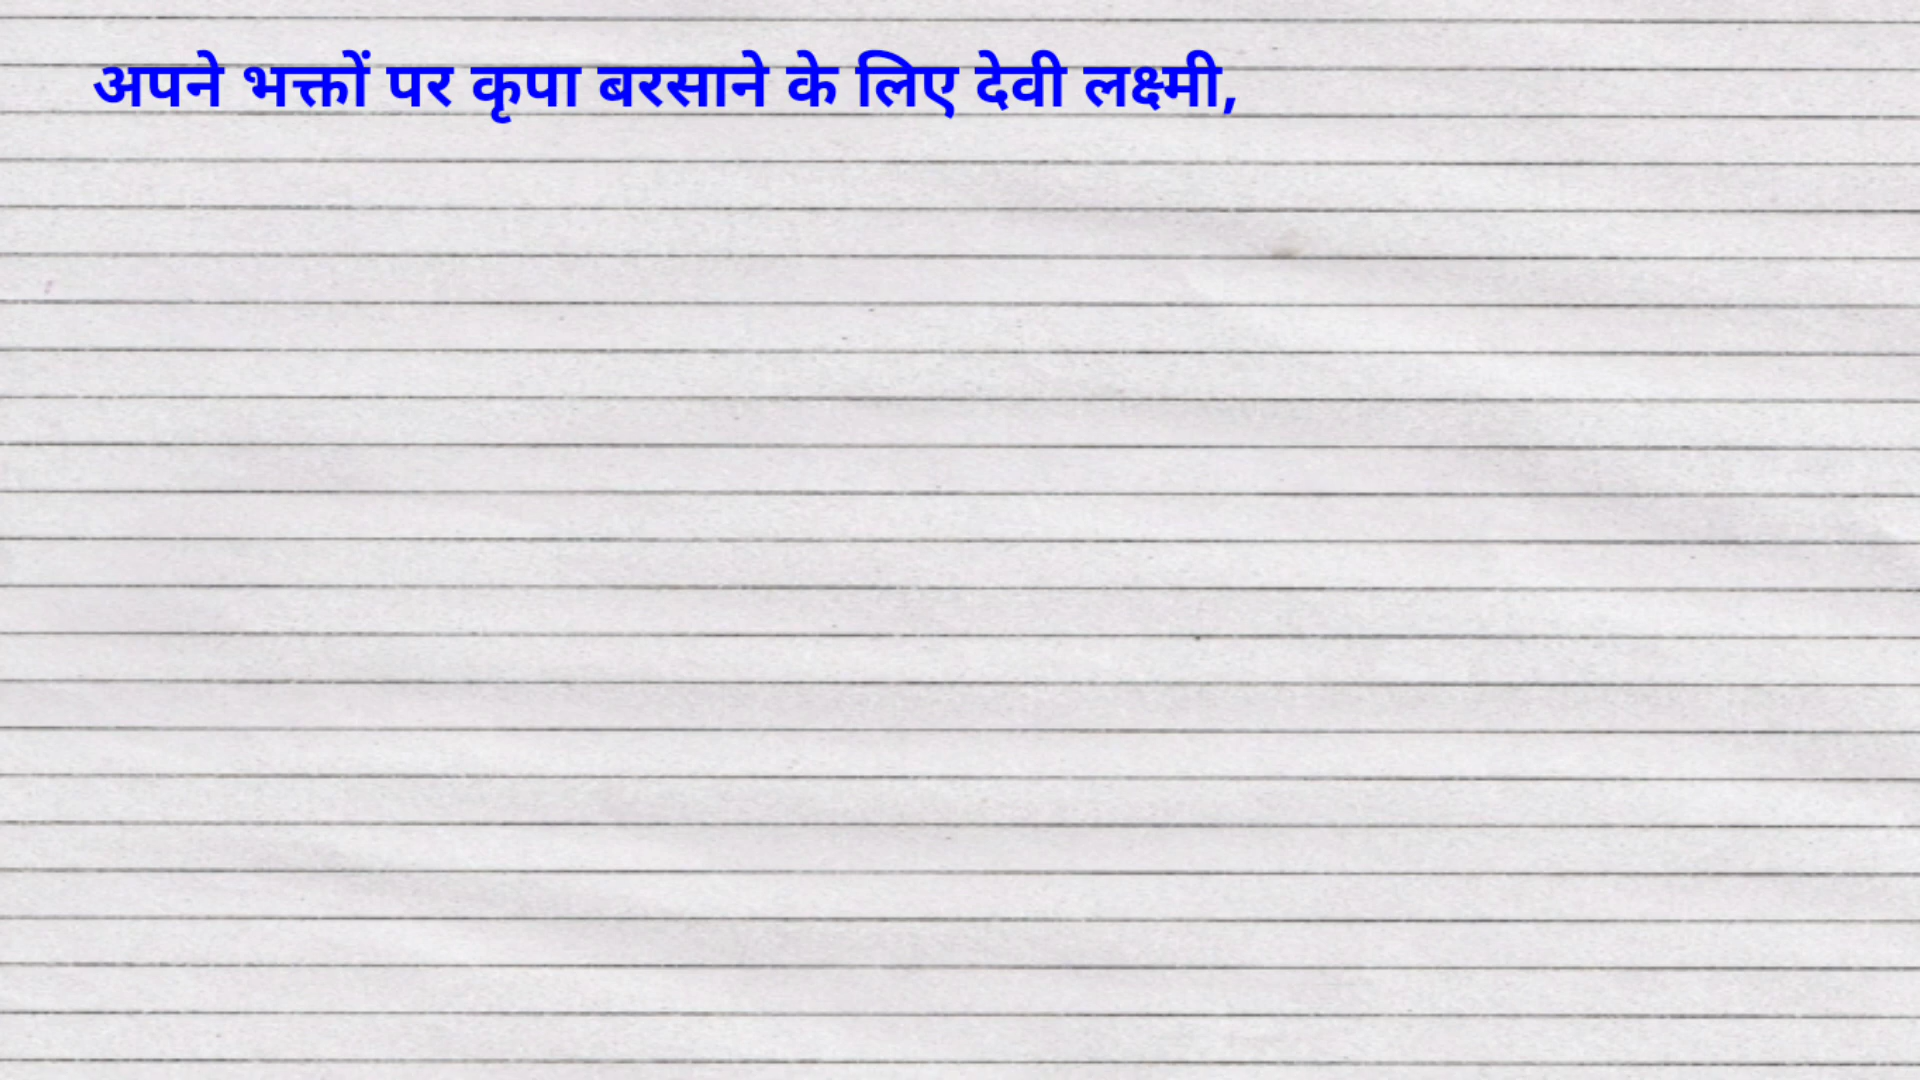 अपने भक्तों पर कृपा बरसाने के लिए देवी लक्ष्मी,